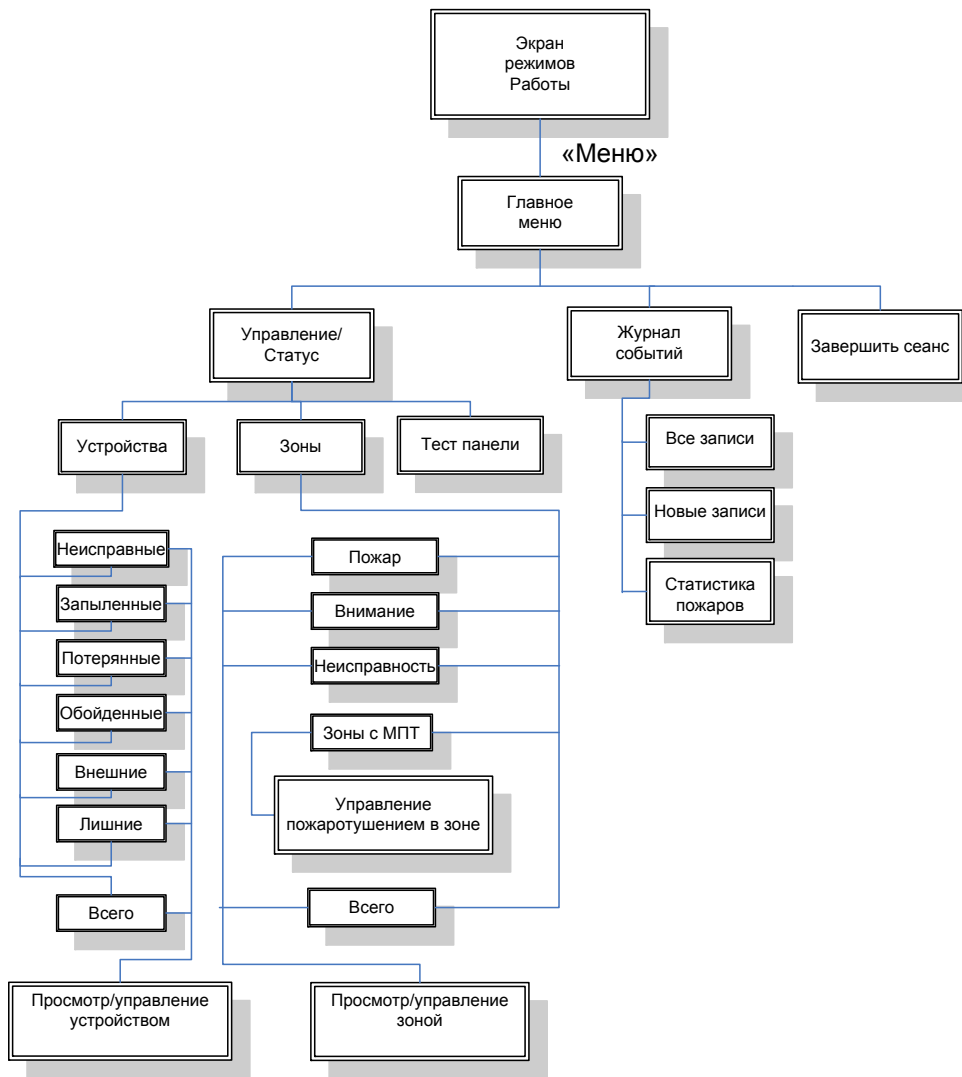 Экран
режимов
Работы
«Меню»
Главное
меню
Управление/
Статус
Журнал
событий
Завершить сеанс
Устройства
Зоны
Тест панели
Все записи
Новые записи
Статистика
пожаров
Неисправные
Запыленные
Потерянные
Обойденные
Внешние
Лишние
Всего
Просмотр/управление
устройством
Пожар
Внимание
Неисправность
Зоны с МПТ
Управление
пожаротушением в зоне
Всего
Просмотр/управление
зоной